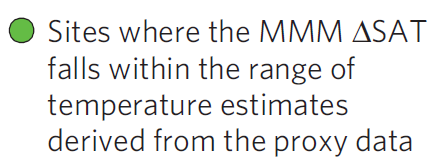 Sites where the MMM ΔSAT
falls within the range of
temperature estimates
derived from the proxy data